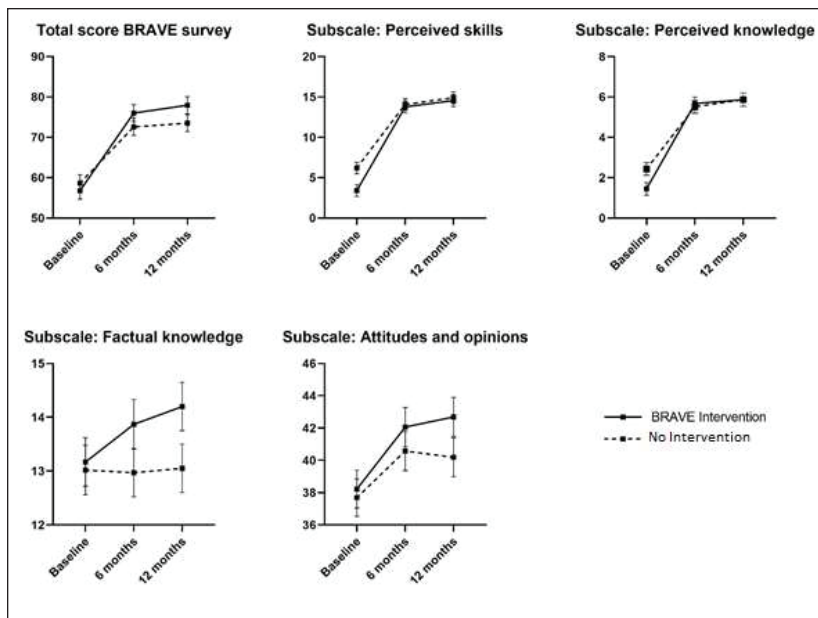 Total score BRAVE survey
90
80
70
60
50
Baseline
6 months
12 months
Subscale: Perceived skills
20
15
10
5
0
Baseline
6 months
12 months
Subscale: Perceived knowledge
8
6
4
2
0
Baseline
6 months
12 months
Subscale: Factual knowledge
15
14
13
12
Baseline
6 months
12 months
Subscale: Attitudes and opinions
46
44
42
40
38
36
Baseline
6 months
12 months
BRAVE Intervention
No Intervention